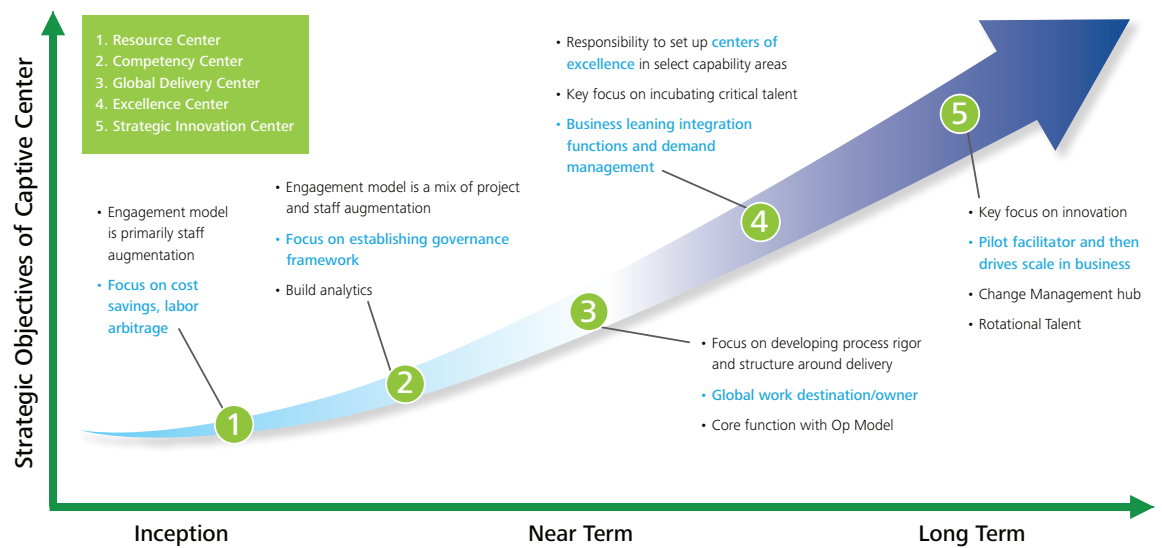 Strategic Objectives of Captive Center
1. Resource Center
2. Competency Center
3. Global Delivery Center
4. Excellence Center
5. Strategic Innovation Center
• Engagement model
is primarily staff
augmentation
• Focus on cost
savings, labor
arbitrage
1
• Engagement model is a mix of project
and staff augmentation
• Focus on establishing governance
framework
• Build analytics
2
3
• Focus on developing process rigor
and structure around delivery
• Global work destination/owner
• Core function with Op Model
• Responsibility to set up centers of
excellence in select capability areas
• Key focus on incubating critical talent
• Business leaning integration
functions and demand
management
4
5
• Key focus on innovation
• Pilot facilitator and then
drives scale in business
• Change Management hub
• Rotational Talent
Inception
Near Term
Long Term